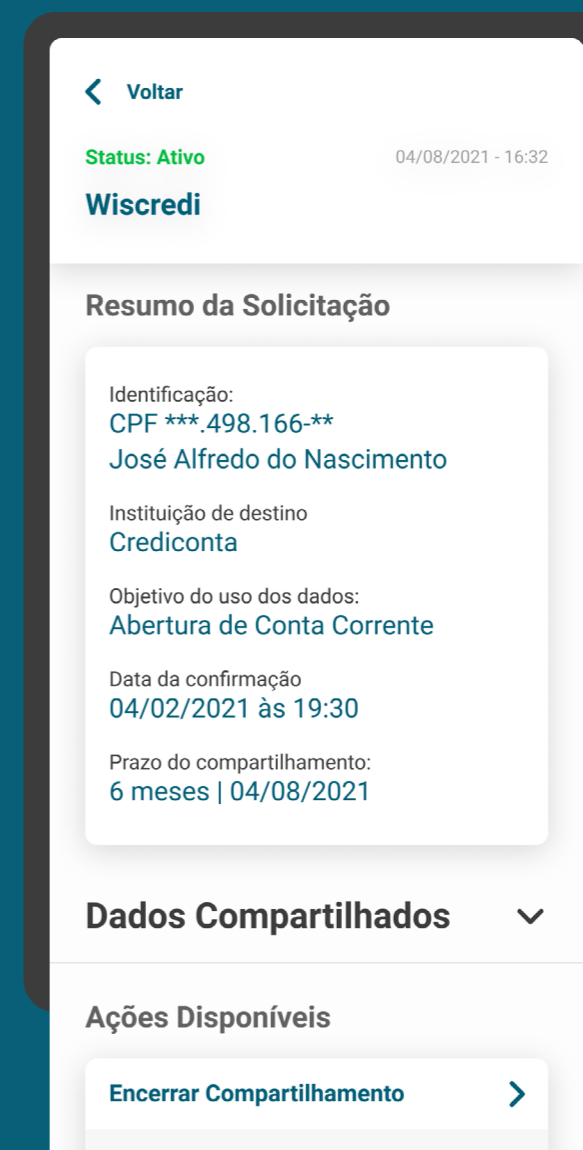 Voltar
Status: Ativo
04/08/2021 - 16:32
Wiscredi
Resumo da Solicitação
Identificação:
CPF ***.498.166-**
José Alfredo do Nascimento
Instituição de destino
Crediconta
Objetivo do uso dos dados:
Abertura de Conta Corrente
Data da confirmação
04/02/2021 às 19:30
Prazo do compartilhamento:
6 meses | 04/08/2021
Dados Compartilhados
Ações Disponíveis
Encerrar Compartilhamento